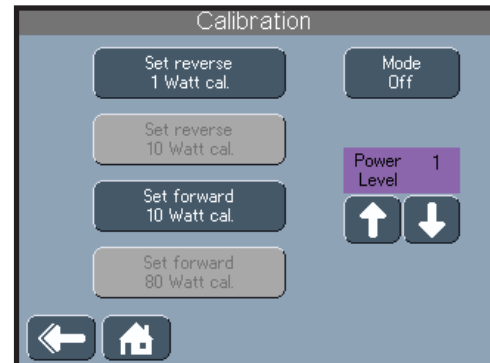 Calibration
Set reverse
1 Watt cal.
Mode
Off
Set reverse
10 Watt cal.
Power 1
Level
Set forward
10 Watt cal.
Set forward
80 Watt cal.